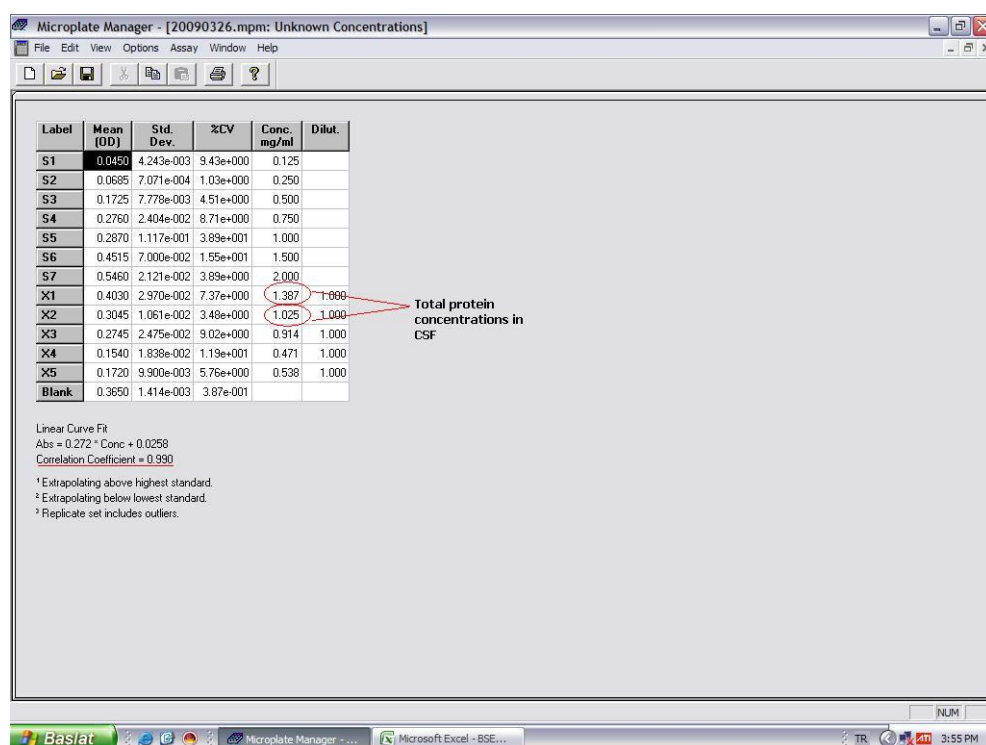 Microplate Manager - [20090326.mpm: Unknown Concentrations]
File Edit View Options Assay Window Help
Label Mean (OD) Std. Dev. %CV Conc. mg/ml Dilut.
S1 0.0450 4.243e-003 9.43e+000 0.125
S2 0.0685 7.071e-004 1.03e+000 0.250
S3 0.1725 7.778e-003 4.51e+000 0.500
S4 0.2760 2.404e-002 8.71e+000 0.750
S5 0.2870 1.117e-001 3.89e+001 1.000
S6 0.4515 7.000e-002 1.55e+001 1.500
S7 0.5460 2.121e-002 3.89e+000 2.000
X1 0.4030 2.970e-002 7.37e+000 1.387 1.000
X2 0.3045 1.061e-002 3.48e+000 1.025 1.000
X3 0.2745 2.475e-002 9.02e+000 0.914 1.000
X4 0.1540 1.838e-002 1.19e+001 0.471 1.000
X5 0.1720 9.900e-003 5.76e+000 0.538 1.000
Blank 0.3650 1.414e-003 3.87e-001
Total protein
concentrations in
CSF
Linear Curve Fit
Abs = 0.272 * Conc + 0.0258
Correlation Coefficient = 0.990
¹ Extrapolating above highest standard.
² Extrapolating below lowest standard.
³ Replicate set includes outliers.
NUM
Başlat Microplate Manager - ... Microsoft Excel - BSE... TR ATI 3:55 PM